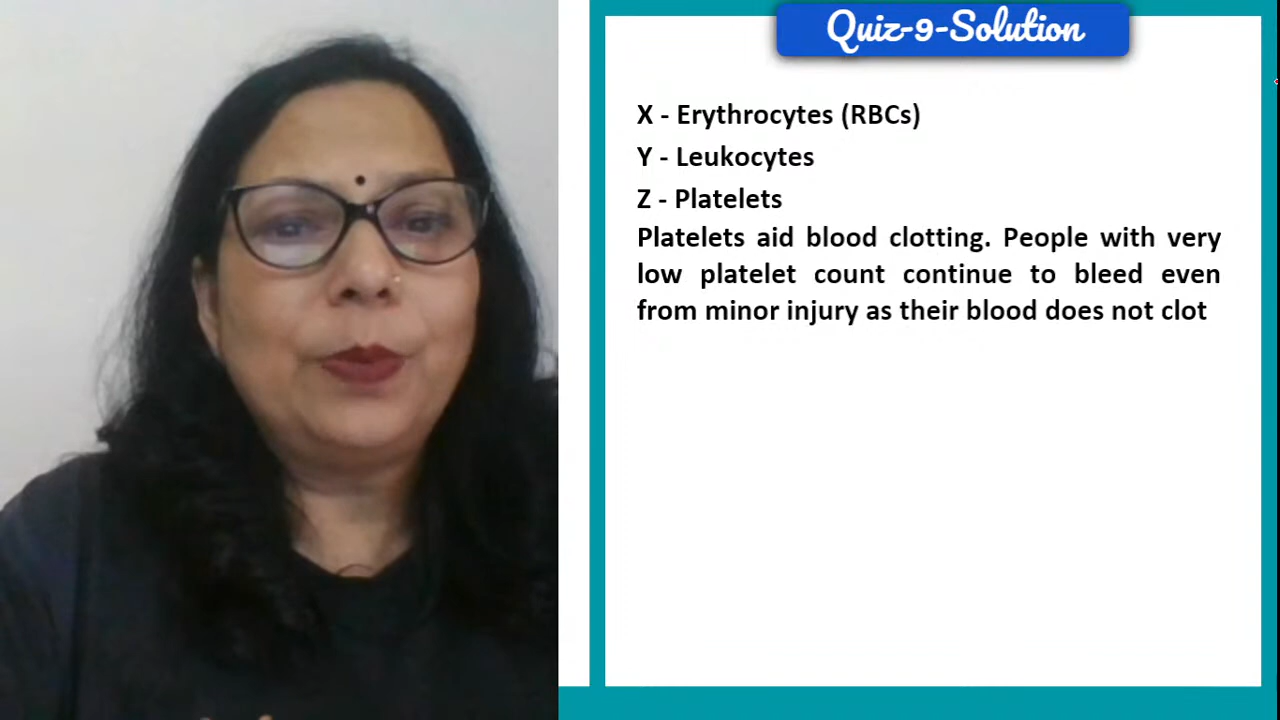 Quiz-9-Solution
X - Erythrocytes (RBCs)
Y - Leukocytes
Z - Platelets
Platelets aid blood clotting. People with very
low platelet count continue to bleed even
from minor injury as their blood does not clot